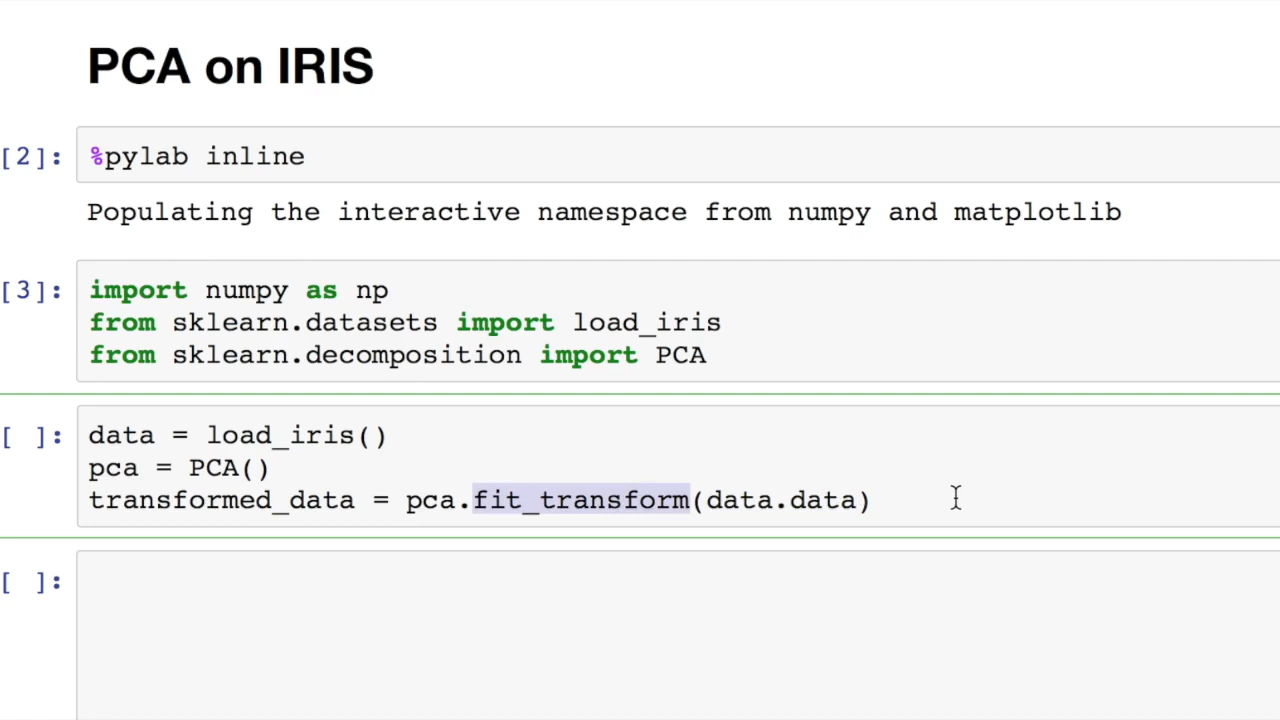 PCA on IRIS
[2]: %pylab inline
Populating the interactive namespace from numpy and matplotlib
[3]: import numpy as np
from sklearn.datasets import load_iris
from sklearn.decomposition import PCA
[ ]: data = load_iris()
pca = PCA()
transformed_data = pca.fit_transform(data.data)
[ ]: